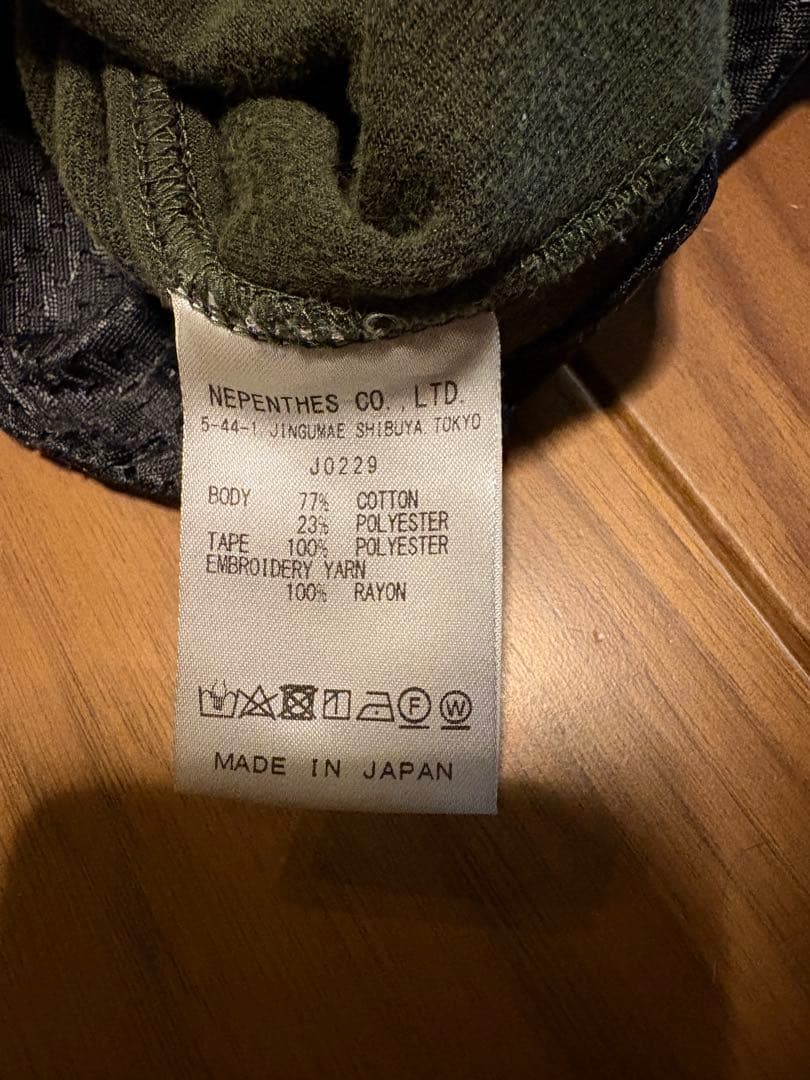 NEPENTHES CO., LTD.
5-44-1 JINGUMAE SHIBUYA TOKYO
J0229
BODY 77% COTTON
23% POLYESTER
TAPE 100% POLYESTER
EMBROIDERY YARN
100% RAYON
F W
MADE IN JAPAN